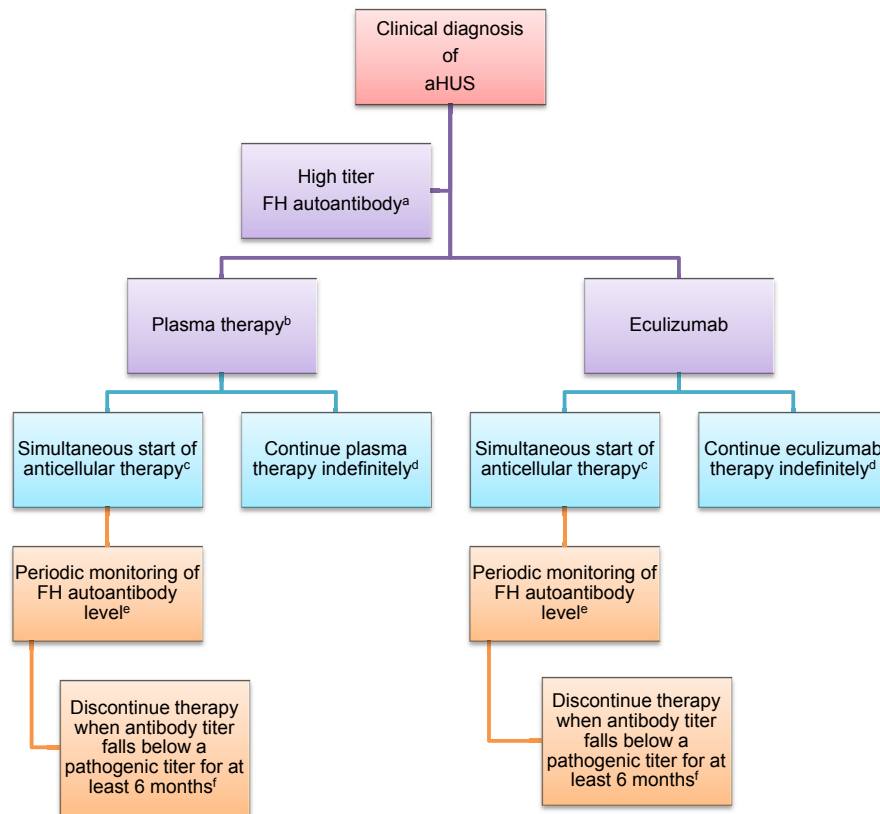 Clinical diagnosis
of
aHUS
High titer
FH autoantibodyᵃ
Plasma therapyᵇ
Eculizumab
Simultaneous start of
anticellular therapyᶜ
Continue plasma
therapy indefinitelyᵈ
Simultaneous start of
anticellular therapyᶜ
Continue eculizumab
therapy indefinitelyᵈ
Periodic monitoring of
FH autoantibody
levelᵉ
Periodic monitoring of
FH autoantibody
levelᵉ
Discontinue therapy
when antibody titer
falls below a
pathogenic titer for at
least 6 monthsᶠ
Discontinue therapy
when antibody titer
falls below a
pathogenic titer for at
least 6 monthsᶠ